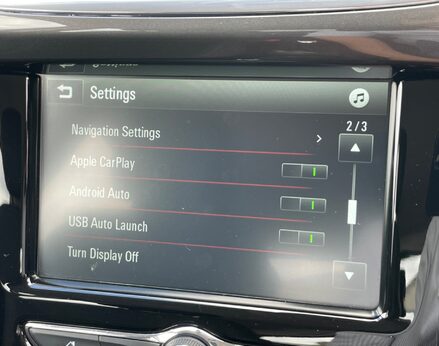 Settings
2/3
Navigation Settings
Apple CarPlay
Android Auto
USB Auto Launch
Turn Display Off